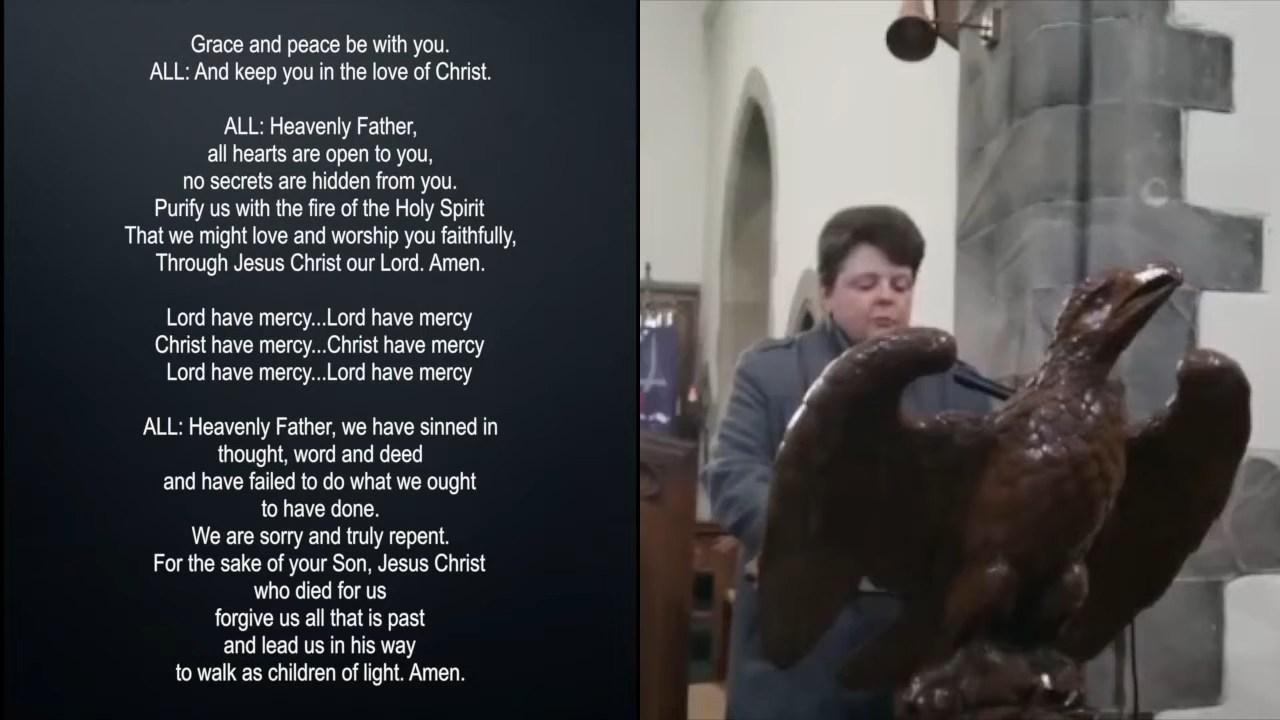 Grace and peace be with you.
ALL: And keep you in the love of Christ.
ALL: Heavenly Father,
all hearts are open to you,
no secrets are hidden from you.
Purify us with the fire of the Holy Spirit
That we might love and worship you faithfully,
Through Jesus Christ our Lord. Amen.
Lord have mercy...Lord have mercy
Christ have mercy...Christ have mercy
Lord have mercy...Lord have mercy
ALL: Heavenly Father, we have sinned in
thought, word and deed
and have failed to do what we ought
to have done.
We are sorry and truly repent.
For the sake of your Son, Jesus Christ
who died for us
forgive us all that is past
and lead us in his way
to walk as children of light. Amen.